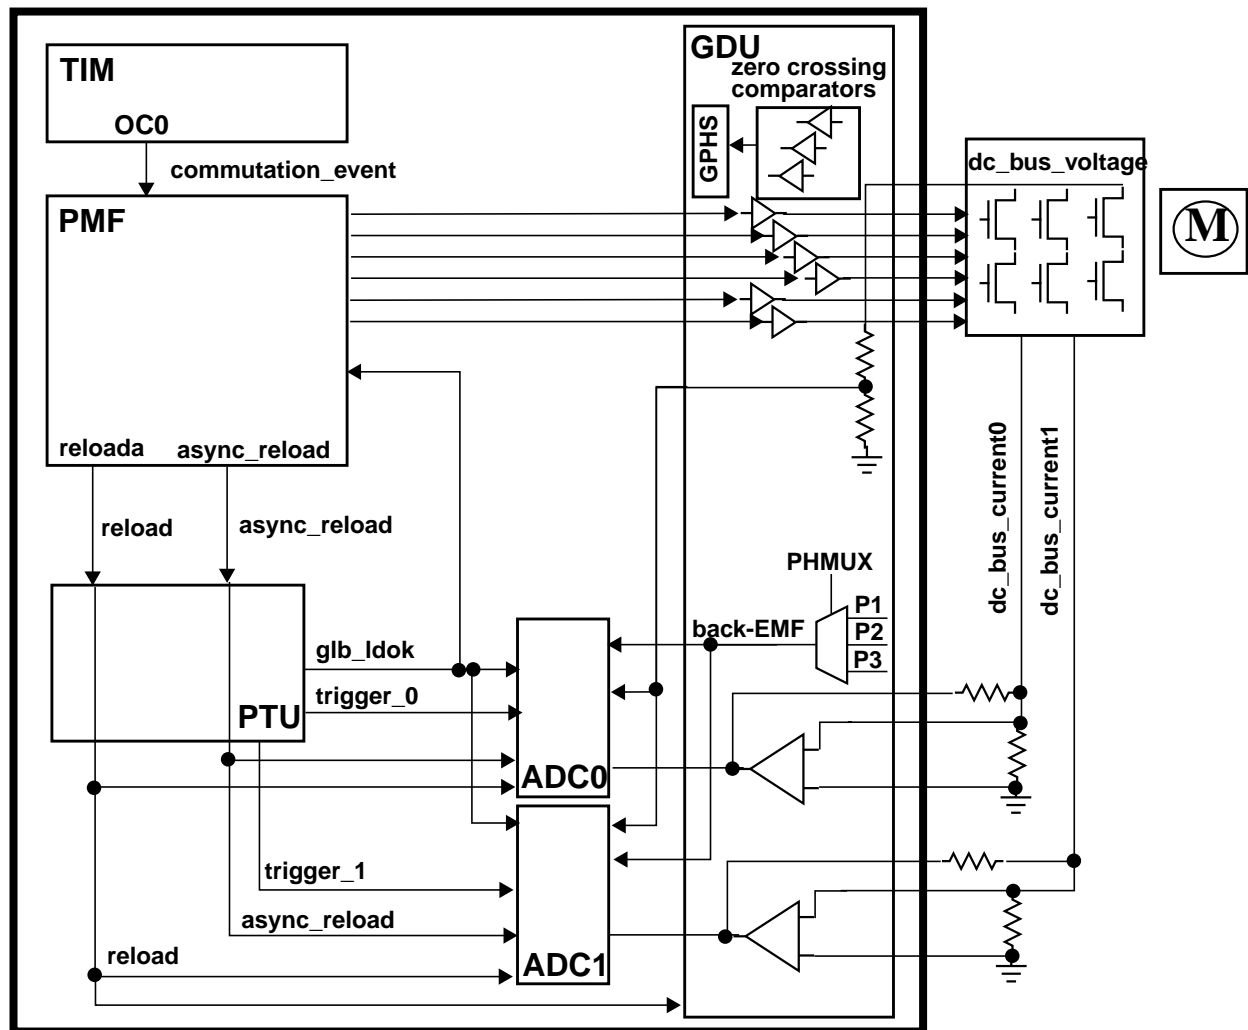 GDU
TIM
zero crossing
comparators
OC0
GPHS
dc_bus_voltage
commutation_event
PMF
M
reloada
async_reload
reload
async_reload
dc_bus_current0
dc_bus_current1
PHMUX
P1
back-EMF
P2
P3
glb_ldok
trigger_0
PTU
ADC0
trigger_1
async_reload
reload
ADC1